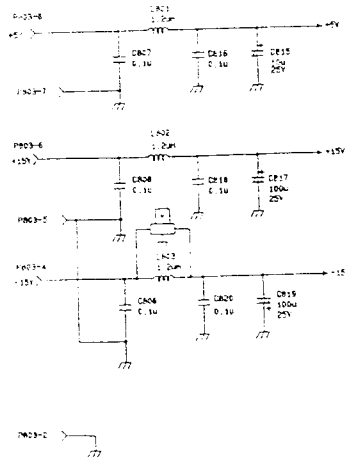 P803-8
+5V
L801
1.2uH
+5V
C807
0.1u
C816
0.1u
C815
10u
25V
P803-7
P803-6
+15V
L802
1.2uH
+15V
C808
0.1u
C818
0.1u
C817
100u
25V
P803-5
P803-4
-15V
L803
1.2uH
-15
C806
0.1u
C820
0.1u
C819
100u
25V
P803-2